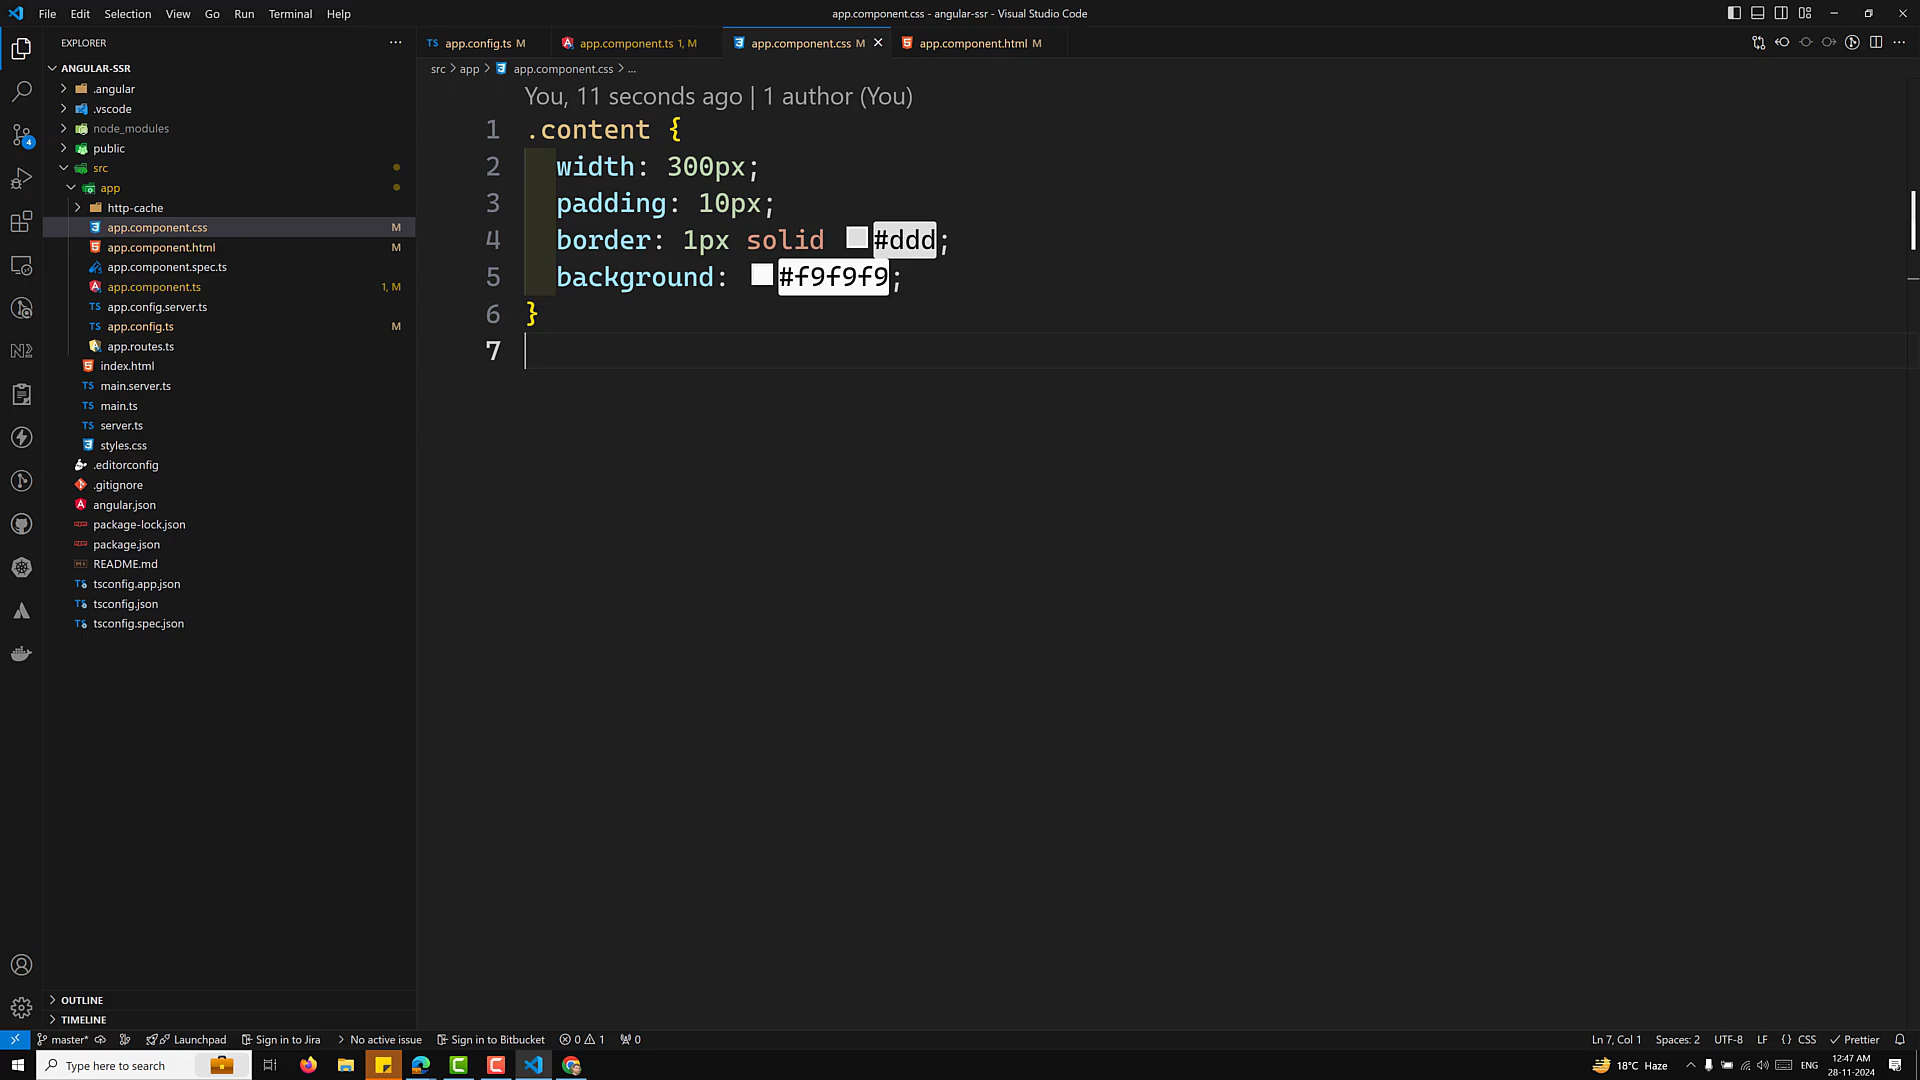 File Edit Selection View Go Run Terminal Help
app.component.css - angular-ssr - Visual Studio Code
EXPLORER
ANGULAR-SSR
.angular
.vscode
node_modules
public
src
app
http-cache
app.component.css M
app.component.html M
app.component.spec.ts
app.component.ts 1, M
app.config.server.ts
TS app.config.ts M
app.routes.ts
index.html
TS main.server.ts
TS main.ts
TS server.ts
styles.css
.editorconfig
.gitignore
angular.json
package-lock.json
package.json
README.md
tsconfig.app.json
tsconfig.json
tsconfig.spec.json
OUTLINE
TIMELINE
TS app.config.ts M
app.component.ts 1, M
app.component.css M
app.component.html M
src > app > app.component.css > ...
You, 11 seconds ago | 1 author (You)
1 .content {
2 width: 300px;
3 padding: 10px;
4 border: 1px solid #ddd;
5 background: #f9f9f9;
6 }
7
master* Launchpad Sign in to Jira No active issue Sign in to Bitbucket 0 1 0
Ln 7, Col 1 Spaces: 2 UTF-8 LF {} CSS Prettier
Type here to search
18°C Haze ENG 12:47 AM
28-11-2024